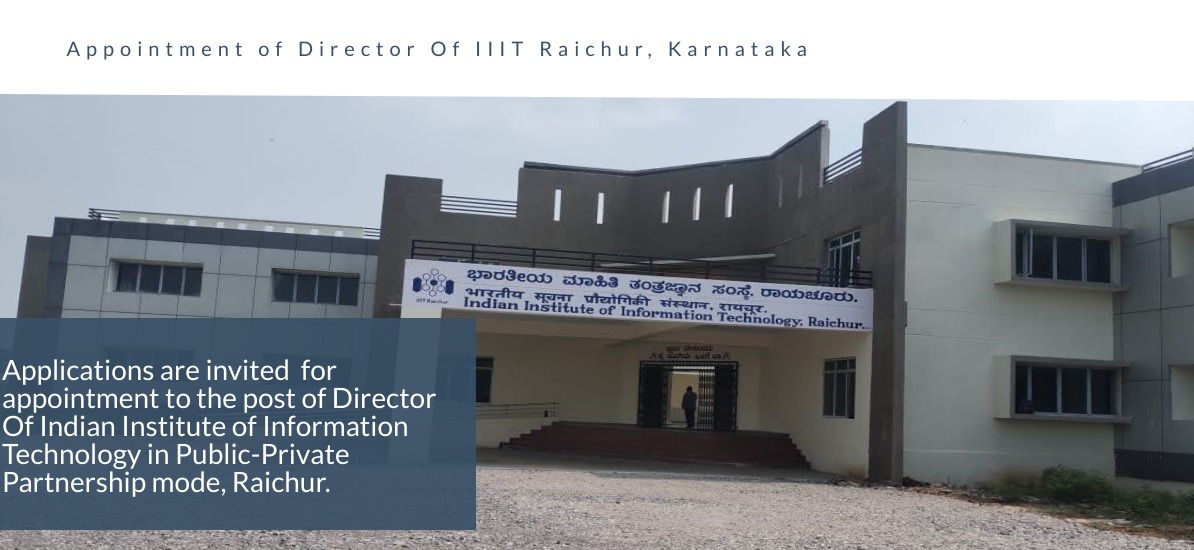 Appointment of Director Of IIIT Raichur, Karnataka
ಭಾರತೀಯ ಮಾಹಿತಿ ತಂತ್ರಜ್ಞಾನ ಸಂಸ್ಥೆ, ರಾಯಚೂರು.
भारतीय सूचना प्रौद्योगिकी संस्थान, रायचूर.
Indian Institute of Information Technology, Raichur.
IIIT Raichur
Applications are invited for
appointment to the post of Director
Of Indian Institute of Information
Technology in Public-Private
Partnership mode, Raichur.